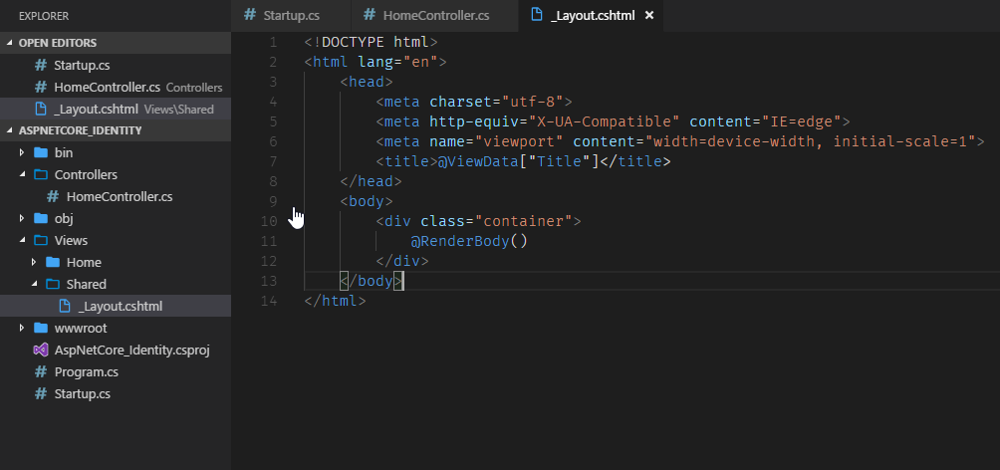 EXPLORER
OPEN EDITORS
# Startup.cs
# HomeController.cs Controllers
_Layout.cshtml Views\Shared
ASPNETCORE_IDENTITY
bin
Controllers
# HomeController.cs
obj
Views
Home
Shared
_Layout.cshtml
wwwroot
AspNetCore_Identity.csproj
# Program.cs
# Startup.cs
# Startup.cs # HomeController.cs _Layout.cshtml ×
1 <!DOCTYPE html>
2 <html lang="en">
3 <head>
4 <meta charset="utf-8">
5 <meta http-equiv="X-UA-Compatible" content="IE=edge">
6 <meta name="viewport" content="width=device-width, initial-scale=1">
7 <title>@ViewData["Title"]</title>
8 </head>
9 <body>
10 <div class="container">
11 @RenderBody()
12 </div>
13 </body>
14 </html>